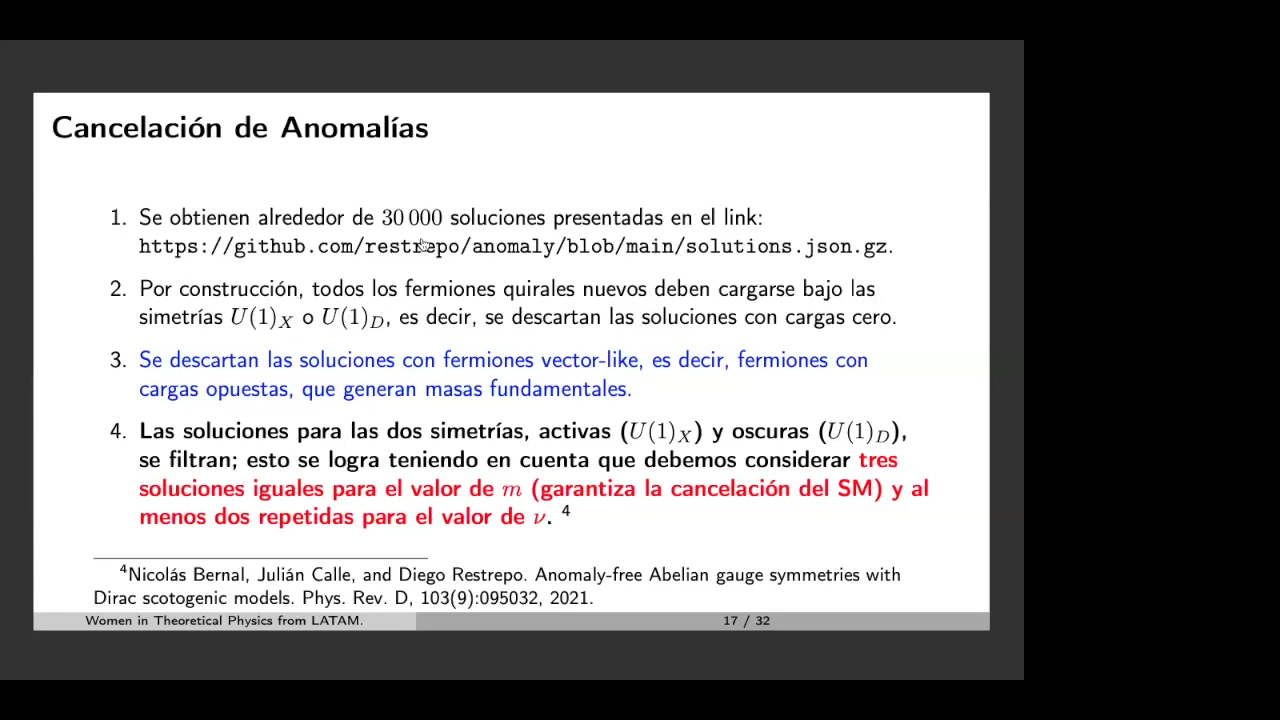 Cancelación de Anomalías
1. Se obtienen alrededor de 30 000 soluciones presentadas en el link:
https://github.com/restrepo/anomaly/blob/main/solutions.json.gz.
2. Por construcción, todos los fermiones quirales nuevos deben cargarse bajo las
simetrías U(1)_X o U(1)_D, es decir, se descartan las soluciones con cargas cero.
3. Se descartan las soluciones con fermiones vector-like, es decir, fermiones con
cargas opuestas, que generan masas fundamentales.
4. Las soluciones para las dos simetrías, activas (U(1)_X) y oscuras (U(1)_D),
se filtran; esto se logra teniendo en cuenta que debemos considerar tres
soluciones iguales para el valor de m (garantiza la cancelación del SM) y al
menos dos repetidas para el valor de ν. ⁴
⁴Nicolás Bernal, Julián Calle, and Diego Restrepo. Anomaly-free Abelian gauge symmetries with
Dirac scotogenic models. Phys. Rev. D, 103(9):095032, 2021.
Women in Theoretical Physics from LATAM. 17 / 32